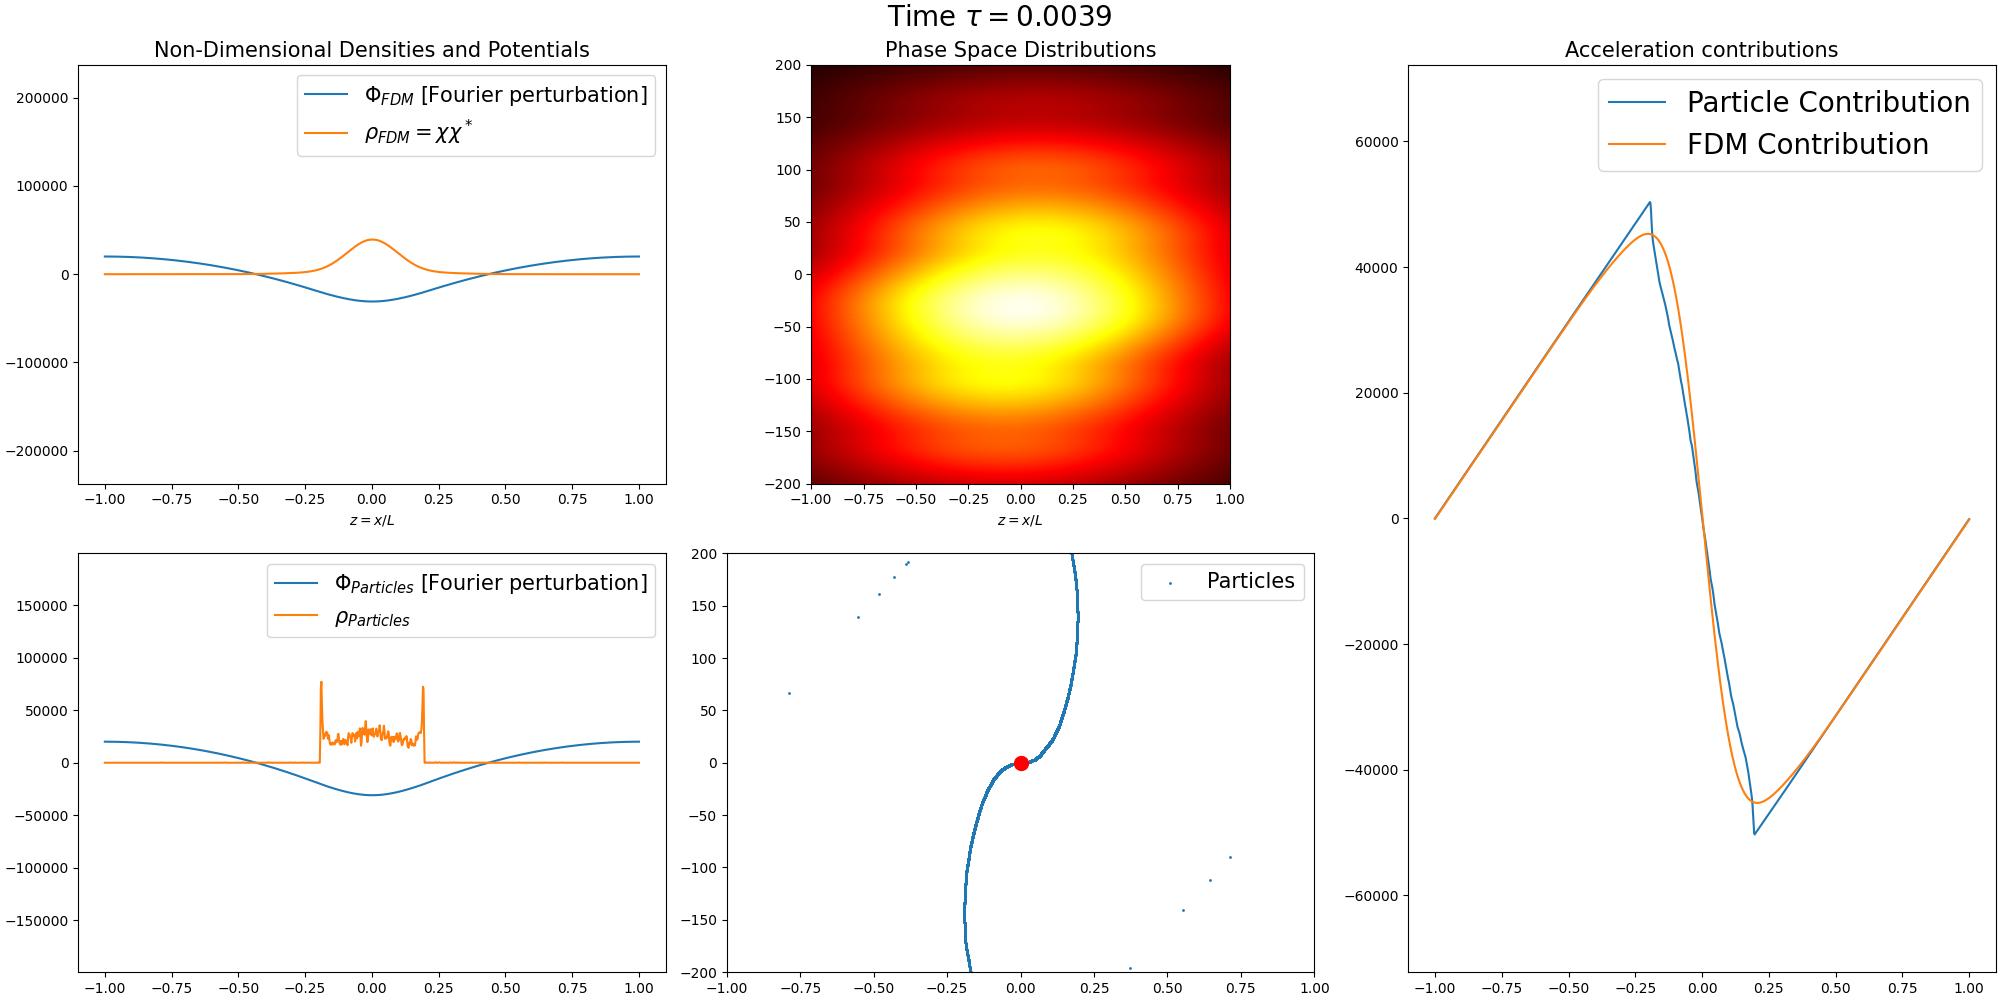 Time τ = 0.0039
Non-Dimensional Densities and Potentials
Φ_FDM [Fourier perturbation]
ρ_FDM = χχ*
200000
100000
0
−100000
−200000
−1.00 −0.75 −0.50 −0.25 0.00 0.25 0.50 0.75 1.00
z = x/L
Phase Space Distributions
200
150
100
50
0
−50
−100
−150
−200
−1.00 −0.75 −0.50 −0.25 0.00 0.25 0.50 0.75 1.00
z = x/L
Acceleration contributions
Particle Contribution
FDM Contribution
60000
40000
20000
0
−20000
−40000
−60000
−1.00 −0.75 −0.50 −0.25 0.00 0.25 0.50 0.75 1.00
Φ_Particles [Fourier perturbation]
ρ_Particles
150000
100000
50000
0
−50000
−100000
−150000
−1.00 −0.75 −0.50 −0.25 0.00 0.25 0.50 0.75 1.00
Particles
200
150
100
50
0
−50
−100
−150
−200
−1.00 −0.75 −0.50 −0.25 0.00 0.25 0.50 0.75 1.00